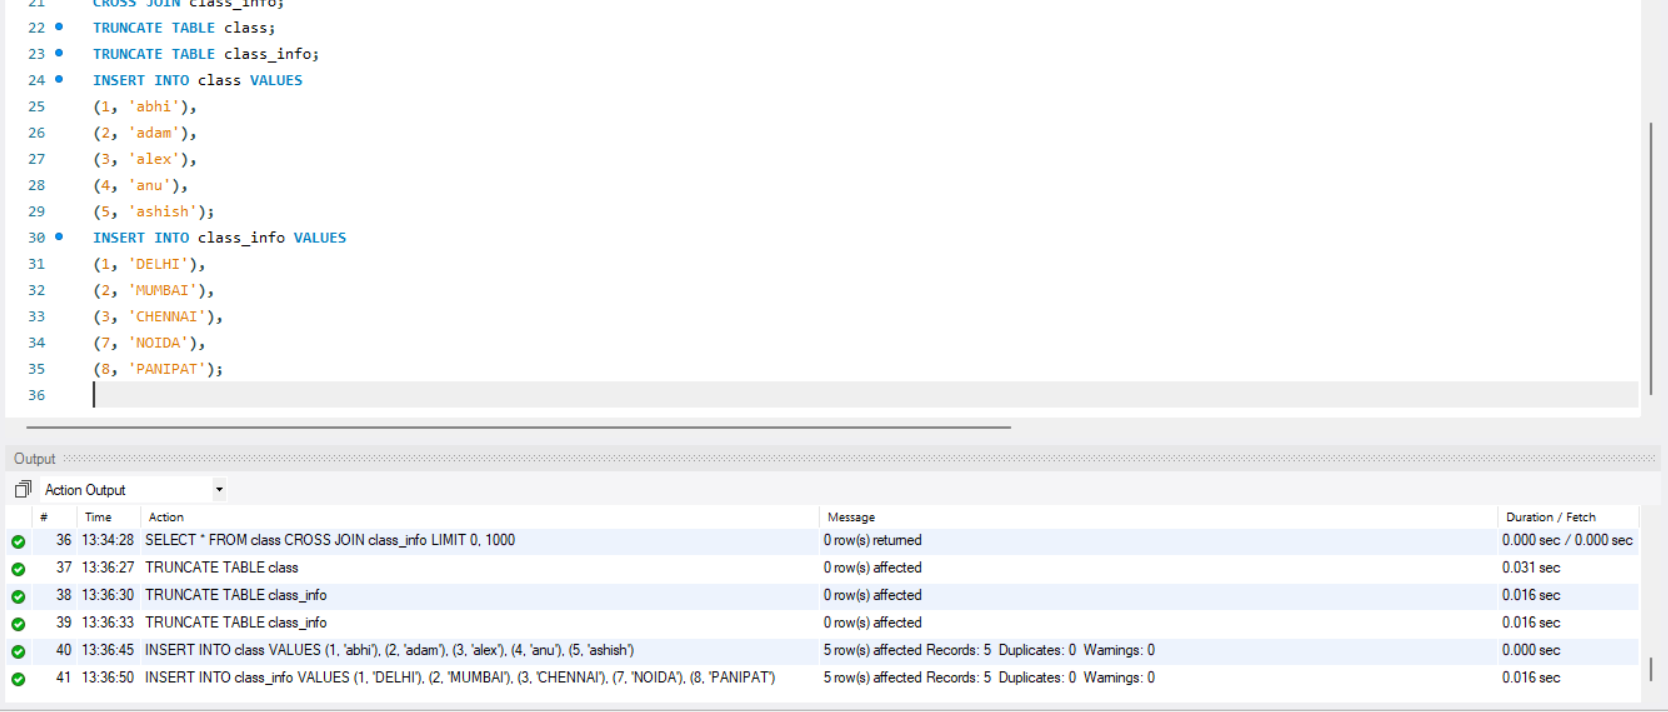 21 CROSS JOIN class_info;
22 TRUNCATE TABLE class;
23 TRUNCATE TABLE class_info;
24 INSERT INTO class VALUES
25 (1, 'abhi'),
26 (2, 'adam'),
27 (3, 'alex'),
28 (4, 'anu'),
29 (5, 'ashish');
30 INSERT INTO class_info VALUES
31 (1, 'DELHI'),
32 (2, 'MUMBAI'),
33 (3, 'CHENNAI'),
34 (7, 'NOIDA'),
35 (8, 'PANIPAT');
36
Output
Action Output
# Time Action Message Duration / Fetch
36 13:34:28 SELECT * FROM class CROSS JOIN class_info LIMIT 0, 1000 0 row(s) returned 0.000 sec / 0.000 sec
37 13:36:27 TRUNCATE TABLE class 0 row(s) affected 0.031 sec
38 13:36:30 TRUNCATE TABLE class_info 0 row(s) affected 0.016 sec
39 13:36:33 TRUNCATE TABLE class_info 0 row(s) affected 0.016 sec
40 13:36:45 INSERT INTO class VALUES (1, 'abhi'), (2, 'adam'), (3, 'alex'), (4, 'anu'), (5, 'ashish') 5 row(s) affected Records: 5 Duplicates: 0 Warnings: 0 0.000 sec
41 13:36:50 INSERT INTO class_info VALUES (1, 'DELHI'), (2, 'MUMBAI'), (3, 'CHENNAI'), (7, 'NOIDA'), (8, 'PANIPAT') 5 row(s) affected Records: 5 Duplicates: 0 Warnings: 0 0.016 sec